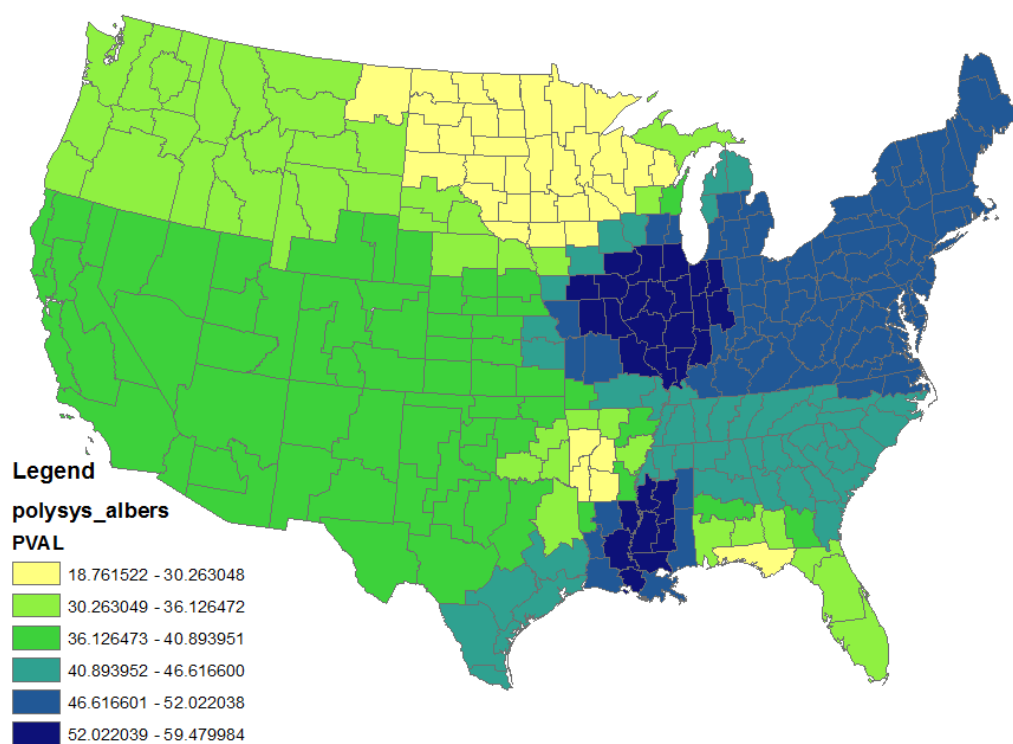 Legend
polysys_albers
PVAL
18.761522 - 30.263048
30.263049 - 36.126472
36.126473 - 40.893951
40.893952 - 46.616600
46.616601 - 52.022038
52.022039 - 59.479984